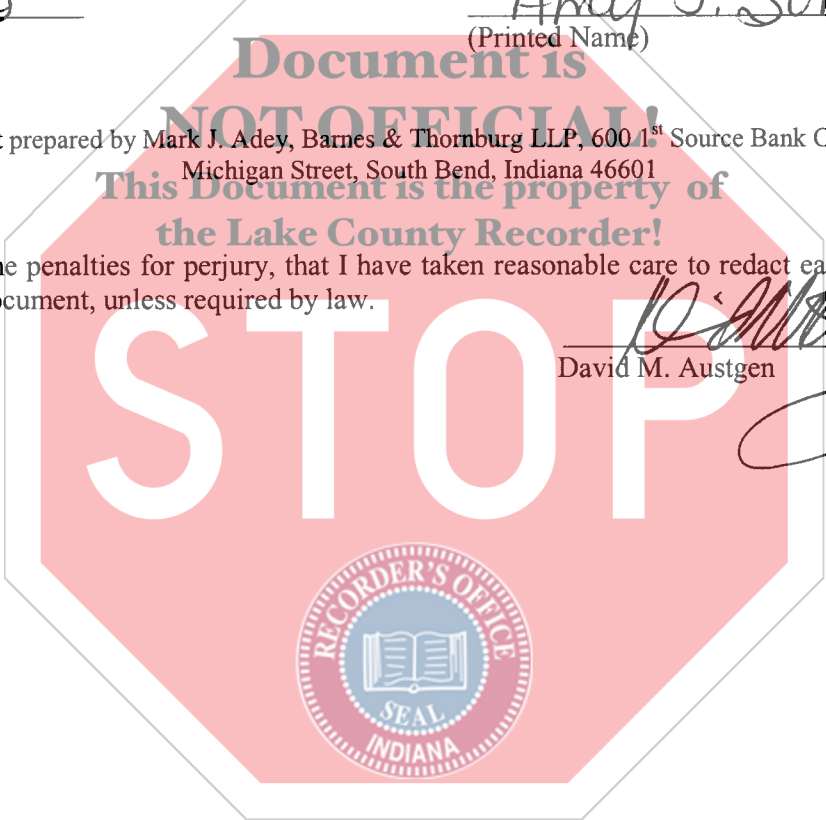 Amy J.
(Printed Name)
Document is
NOT OFFICIAL!
prepared by Mark J. Adey, Barnes & Thornburg LLP, 600 1st Source Bank
Michigan Street, South Bend, Indiana 46601
This Document is the property of
the Lake County Recorder!
penalties for perjury, that I have taken reasonable care to redact
unless required by law.
David M. Austgen
STOP
RECORDER'S OFFICE
SEAL
INDIANA